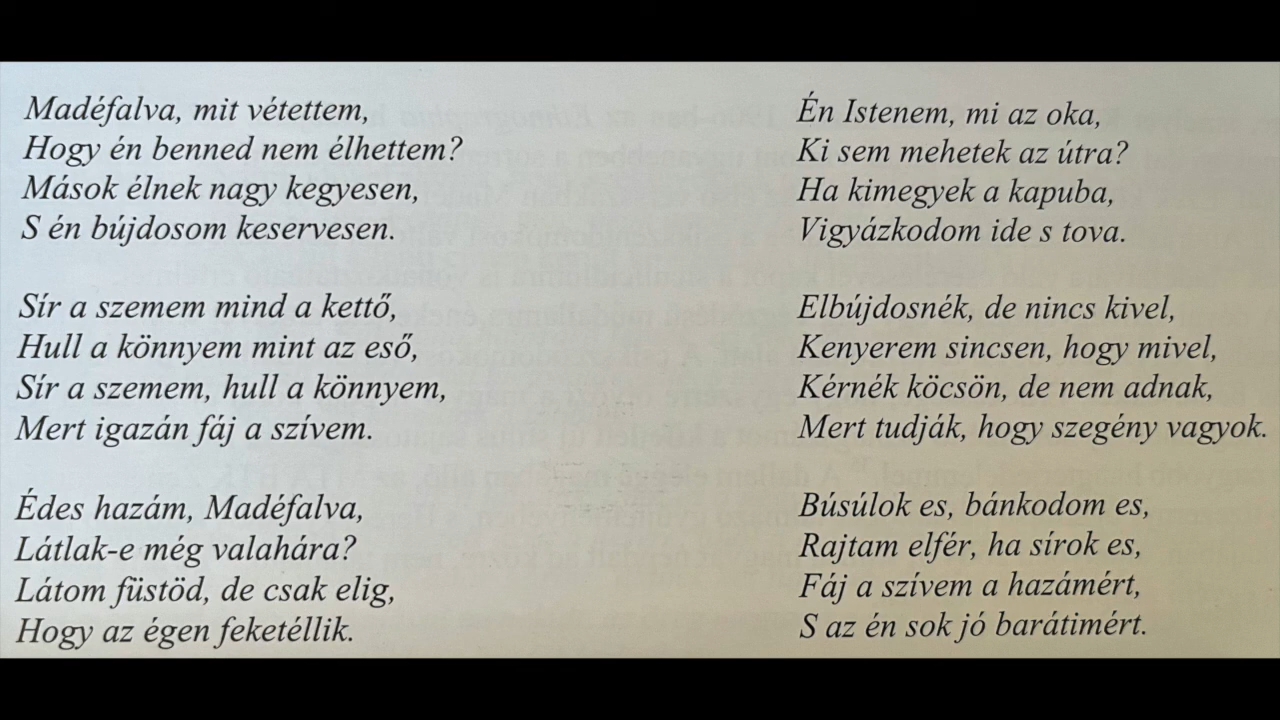 Madéfalva, mit vétettem,
Hogy én benned nem élhettem?
Mások élnek nagy kegyesen,
S én bújdosom keservesen.
Sír a szemem mind a kettő,
Hull a könnyem mint az eső,
Sír a szemem, hull a könnyem,
Mert igazán fáj a szívem.
Édes hazám, Madéfalva,
Látlak-e még valahára?
Látom füstöd, de csak elig,
Hogy az égen feketéllik.
Én Istenem, mi az oka,
Ki sem mehetek az útra?
Ha kimegyek a kapuba,
Vigyázkodom ide s tova.
Elbújdosnék, de nincs kivel,
Kenyerem sincsen, hogy mivel,
Kérnék köcsön, de nem adnak,
Mert tudják, hogy szegény vagyok.
Búsúlok es, bánkodom es,
Rajtam elfér, ha sírok es,
Fáj a szívem a hazámért,
S az én sok jó barátimért.